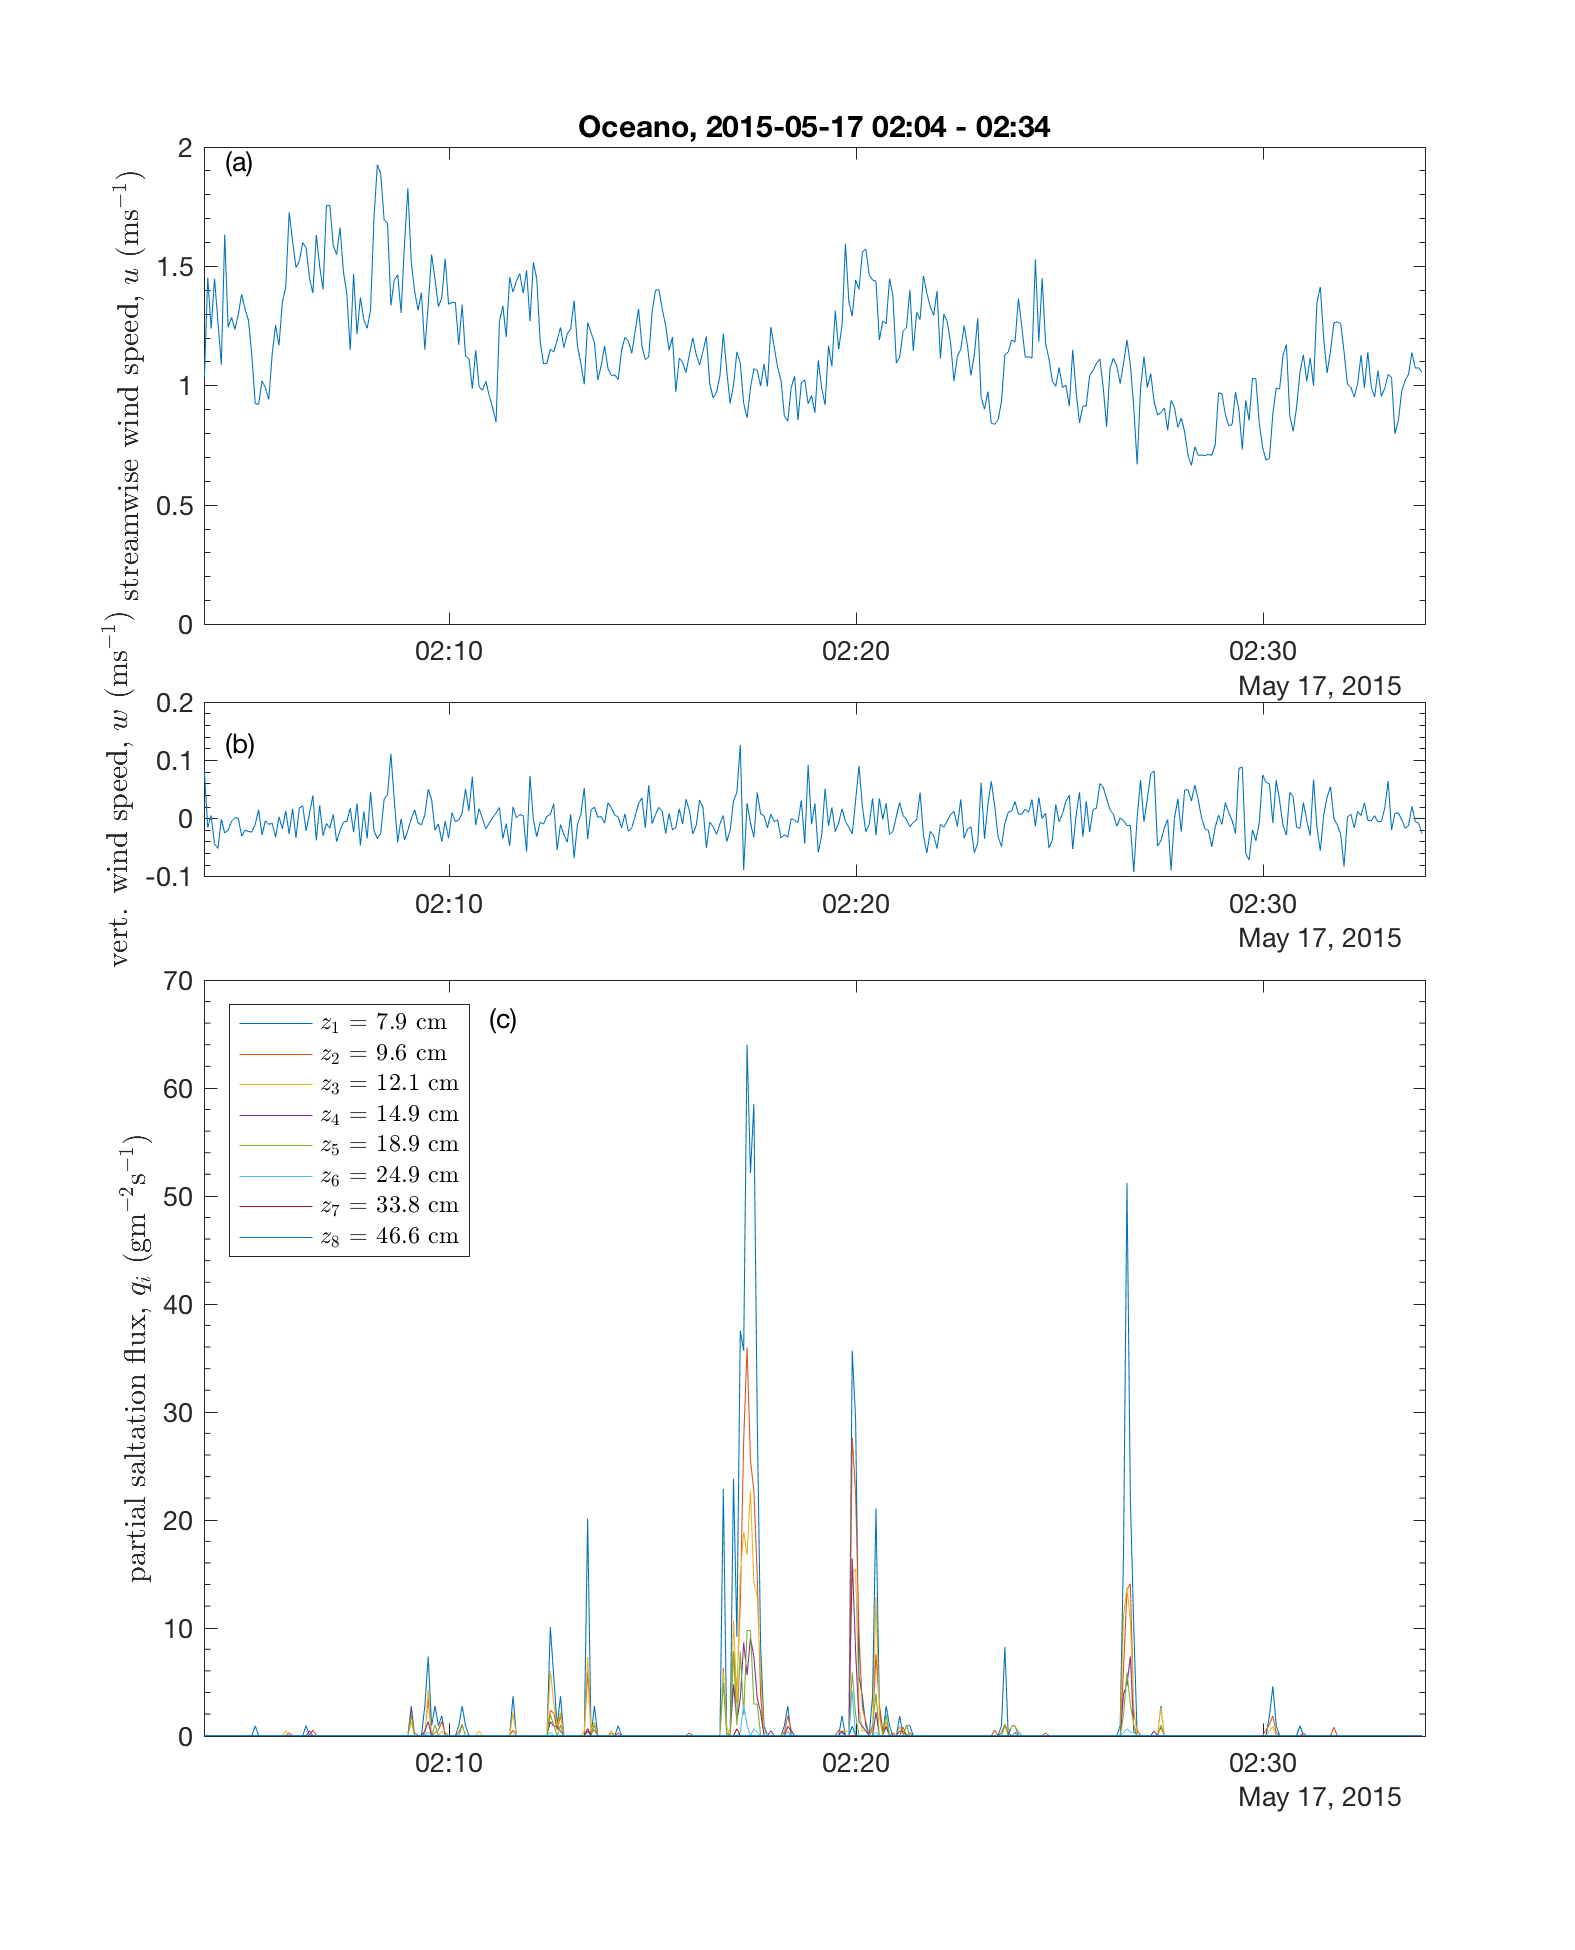 Oceano, 2015-05-17 02:04 - 02:34
(a)
streamwise wind speed, u (ms⁻¹)
2
1.5
1
0.5
0
02:10 02:20 02:30
May 17, 2015
(b)
vert. wind speed, w (ms⁻¹)
0.2
0.1
0
-0.1
02:10 02:20 02:30
May 17, 2015
(c)
partial saltation flux, qᵢ (gm⁻²s⁻¹)
70
60
50
40
30
20
10
0
z₁ = 7.9 cm
z₂ = 9.6 cm
z₃ = 12.1 cm
z₄ = 14.9 cm
z₅ = 18.9 cm
z₆ = 24.9 cm
z₇ = 33.8 cm
z₈ = 46.6 cm
02:10 02:20 02:30
May 17, 2015